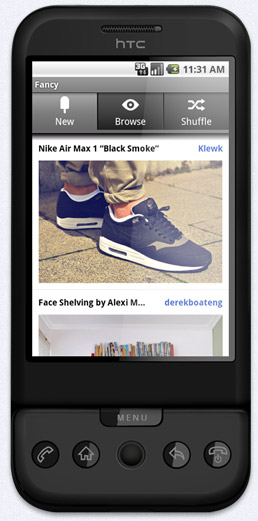 hTC
3G
11:31 AM
Fancy
New Browse Shuffle
Nike Air Max 1 “Black Smoke” Klewk
Face Shelving by Alexi M... derekboateng
MENU